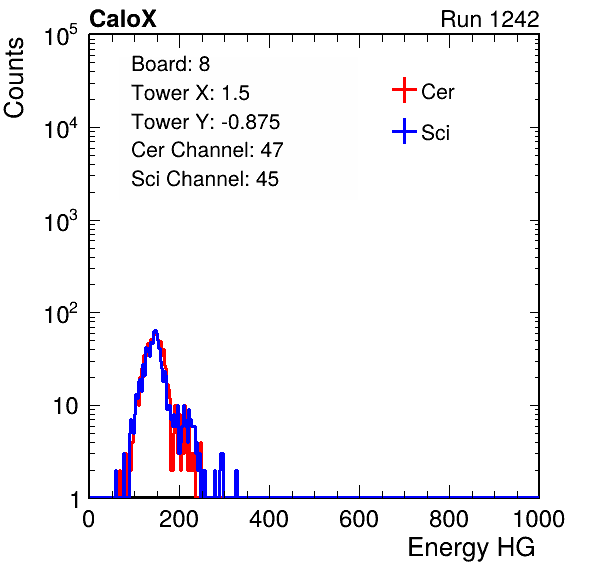 CaloX Run 1242
Counts
10^5
10^4
10^3
10^2
10
1
Board: 8
Tower X: 1.5
Tower Y: -0.875
Cer Channel: 47
Sci Channel: 45
Cer
Sci
0 200 400 600 800 1000
Energy HG